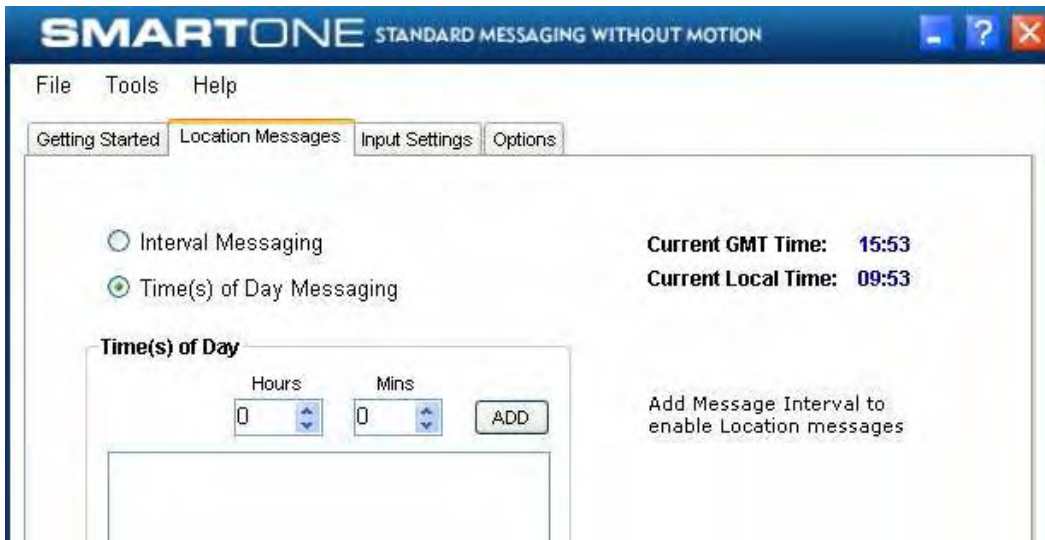 SMARTONE STANDARD MESSAGING WITHOUT MOTION
File Tools Help
Getting Started Location Messages Input Settings Options
Interval Messaging
Time(s) of Day Messaging
Current GMT Time: 15:53
Current Local Time: 09:53
Time(s) of Day
Hours Mins
0 0 ADD
Add Message Interval to
enable Location messages